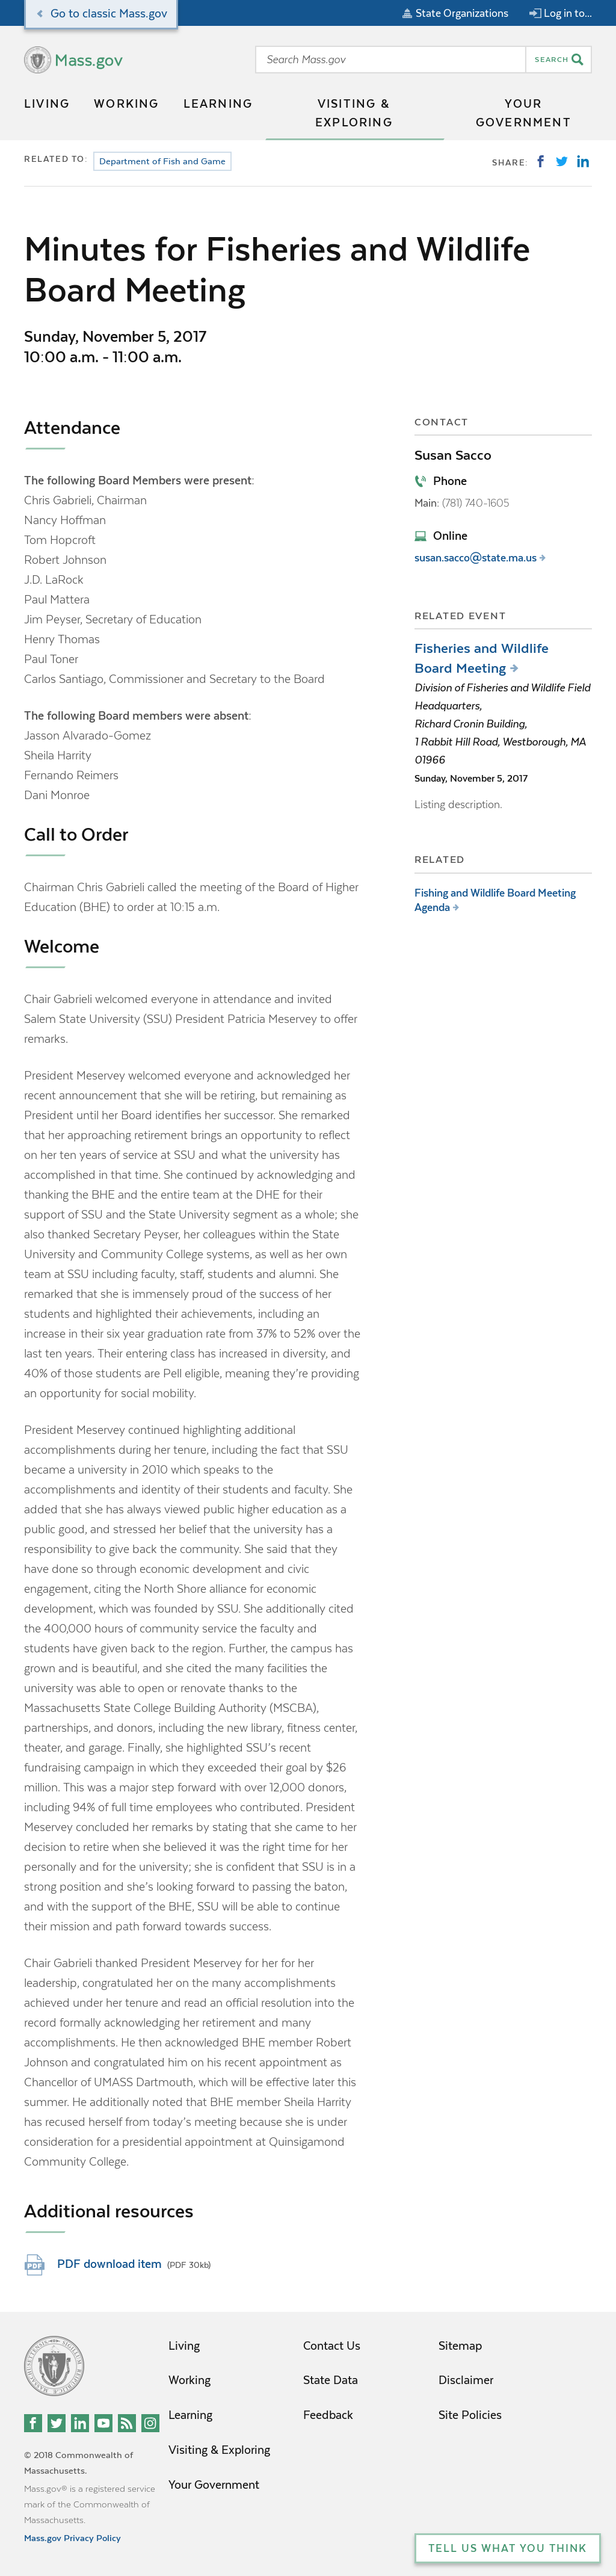 Go to classic Mass.gov
State Organizations
Log in to...
Mass.gov
Search Mass.gov
SEARCH
LIVING
WORKING
LEARNING
VISITING &
EXPLORING
YOUR
GOVERNMENT
RELATED TO:
Department of Fish and Game
SHARE:
Minutes for Fisheries and Wildlife
Board Meeting
Sunday, November 5, 2017
10:00 a.m. - 11:00 a.m.
Attendance
The following Board Members were present:
Chris Gabrieli, Chairman
Nancy Hoffman
Tom Hopcroft
Robert Johnson
J.D. LaRock
Paul Mattera
Jim Peyser, Secretary of Education
Henry Thomas
Paul Toner
Carlos Santiago, Commissioner and Secretary to the Board
The following Board members were absent:
Jasson Alvarado-Gomez
Sheila Harrity
Fernando Reimers
Dani Monroe
Call to Order
Chairman Chris Gabrieli called the meeting of the Board of Higher
Education (BHE) to order at 10:15 a.m.
Welcome
Chair Gabrieli welcomed everyone in attendance and invited
Salem State University (SSU) President Patricia Meservey to offer
remarks.
President Meservey welcomed everyone and acknowledged her
recent announcement that she will be retiring, but remaining as
President until her Board identifies her successor. She remarked
that her approaching retirement brings an opportunity to reflect
on her ten years of service at SSU and what the university has
accomplished in that time. She continued by acknowledging and
thanking the BHE and the entire team at the DHE for their
support of SSU and the State University segment as a whole; she
also thanked Secretary Peyser, her colleagues within the State
University and Community College systems, as well as her own
team at SSU including faculty, staff, students and alumni. She
remarked that she is immensely proud of the success of her
students and highlighted their achievements, including an
increase in their six year graduation rate from 37% to 52% over the
last ten years. Their entering class has increased in diversity, and
40% of those students are Pell eligible, meaning they're providing
an opportunity for social mobility.
President Meservey continued highlighting additional
accomplishments during her tenure, including the fact that SSU
became a university in 2010 which speaks to the
accomplishments and identity of their students and faculty. She
added that she has always viewed public higher education as a
public good, and stressed her belief that the university has a
responsibility to give back the community. She said that they
have done so through economic development and civic
engagement, citing the North Shore alliance for economic
development, which was founded by SSU. She additionally cited
the 400,000 hours of community service the faculty and
students have given back to the region. Further, the campus has
grown and is beautiful, and she cited the many facilities the
university was able to open or renovate thanks to the
Massachusetts State College Building Authority (MSCBA),
partnerships, and donors, including the new library, fitness center,
theater, and garage. Finally, she highlighted SSU's recent
fundraising campaign in which they exceeded their goal by $26
million. This was a major step forward with over 12,000 donors,
including 94% of full time employees who contributed. President
Meservey concluded her remarks by stating that she came to her
decision to retire when she believed it was the right time for her
personally and for the university; she is confident that SSU is in a
strong position and she's looking forward to passing the baton,
and with the support of the BHE, SSU will be able to continue
their mission and path forward towards success.
Chair Gabrieli thanked President Meservey for her for her
leadership, congratulated her on the many accomplishments
achieved under her tenure and read an official resolution into the
record formally acknowledging her retirement and many
accomplishments. He then acknowledged BHE member Robert
Johnson and congratulated him on his recent appointment as
Chancellor of UMASS Dartmouth, which will be effective later this
summer. He additionally noted that BHE member Sheila Harrity
has recused herself from today's meeting because she is under
consideration for a presidential appointment at Quinsigamond
Community College.
Additional resources
PDF
PDF download item (PDF 30kb)
CONTACT
Susan Sacco
Phone
Main: (781) 740-1605
Online
susan.sacco@state.ma.us
RELATED EVENT
Fisheries and Wildlife
Board Meeting
Division of Fisheries and Wildlife Field
Headquarters,
Richard Cronin Building,
1 Rabbit Hill Road, Westborough, MA
01966
Sunday, November 5, 2017
Listing description.
RELATED
Fishing and Wildlife Board Meeting
Agenda
Living
Working
Learning
Visiting & Exploring
Your Government
Contact Us
State Data
Feedback
Sitemap
Disclaimer
Site Policies
© 2018 Commonwealth of
Massachusetts.
Mass.gov® is a registered service
mark of the Commonwealth of
Massachusetts.
Mass.gov Privacy Policy
TELL US WHAT YOU THINK